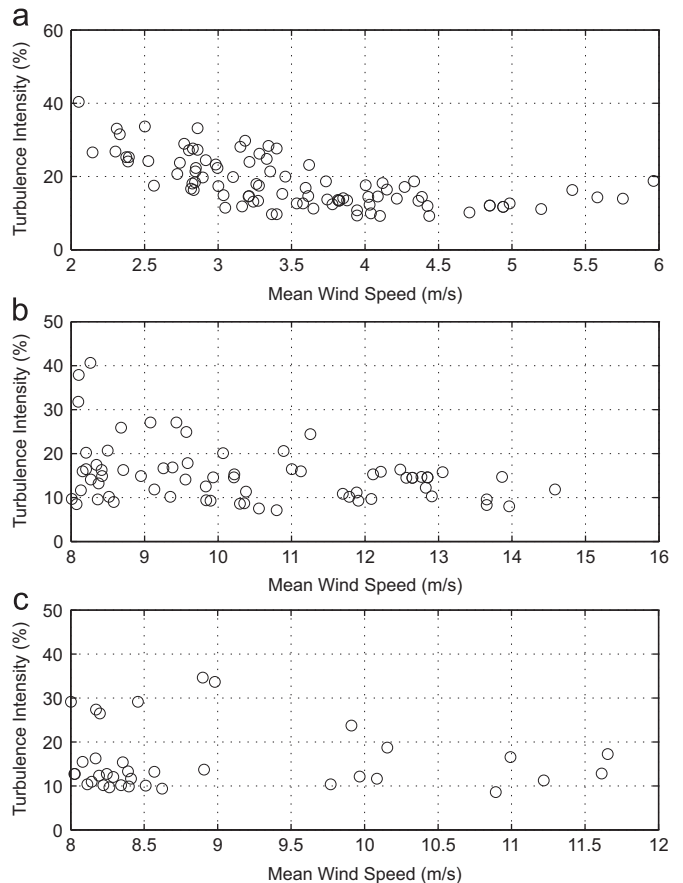 a
Turbulence Intensity (%)
60
40
20
0
2 2.5 3 3.5 4 4.5 5 5.5 6
Mean Wind Speed (m/s)
b
Turbulence Intensity (%)
50
40
30
20
10
0
8 9 10 11 12 13 14 15 16
Mean Wind Speed (m/s)
c
Turbulence Intensity (%)
50
40
30
20
10
0
8 8.5 9 9.5 10 10.5 11 11.5 12
Mean Wind Speed (m/s)